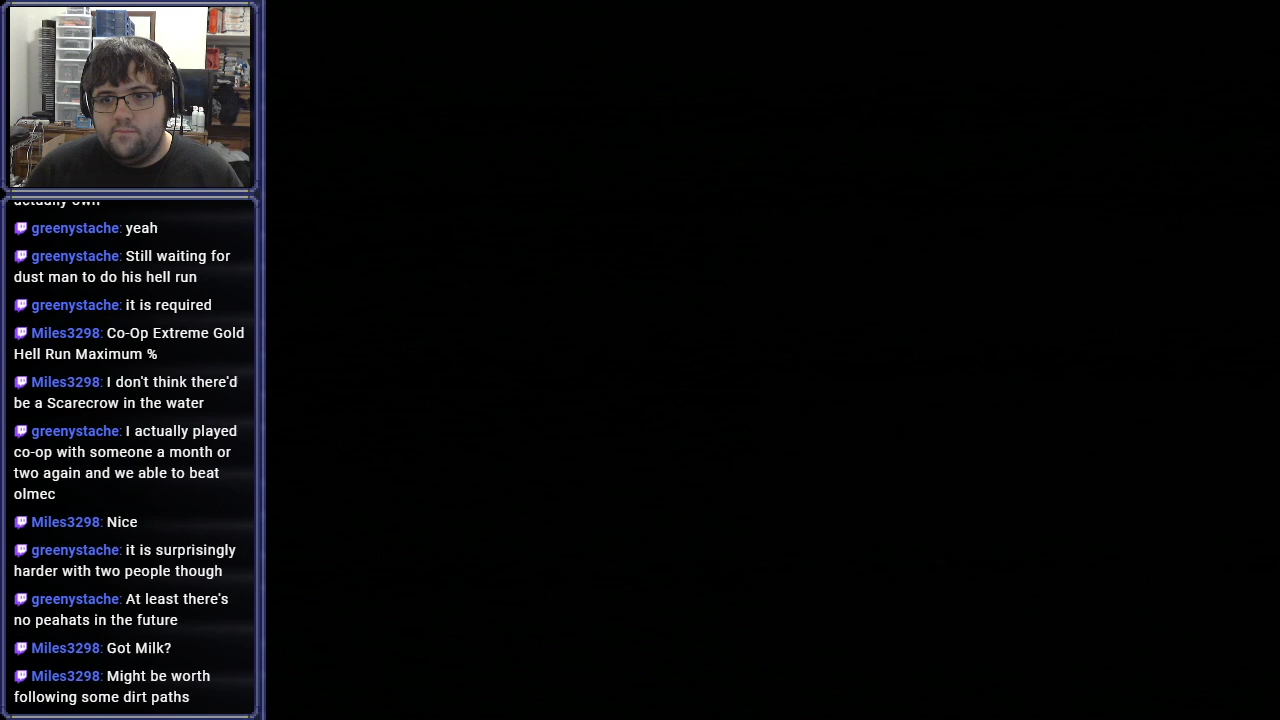 actually own
greenystache: yeah
greenystache: Still waiting for
dust man to do his hell run
greenystache: it is required
Miles3298: Co-Op Extreme Gold
Hell Run Maximum %
Miles3298: I don't think there'd
be a Scarecrow in the water
greenystache: I actually played
co-op with someone a month or
two again and we able to beat
olmec
Miles3298: Nice
greenystache: it is surprisingly
harder with two people though
greenystache: At least there's
no peahats in the future
Miles3298: Got Milk?
Miles3298: Might be worth
following some dirt paths